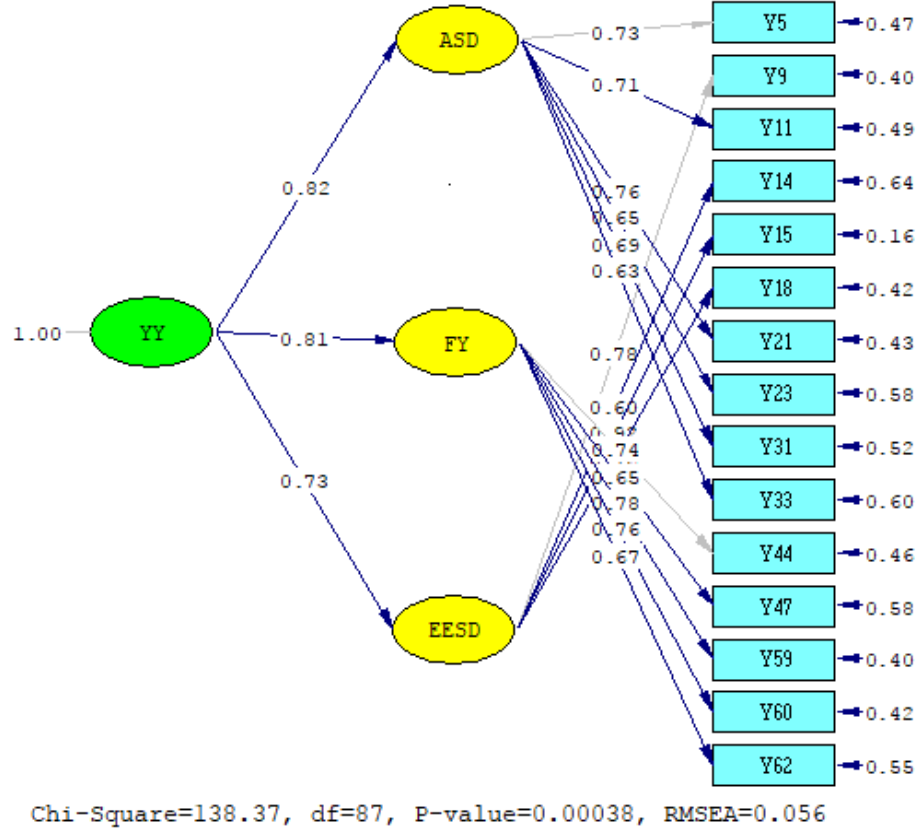 ASD
0.73
Y5
0.47
Y9
0.40
0.71
Y11
0.49
0.82
0.76
Y14
0.64
0.65
Y15
0.16
0.69
0.63
Y18
0.42
1.00
YY
0.81
FY
0.78
Y21
0.43
0.60
Y23
0.58
0.74
Y31
0.52
0.73
0.65
0.78
Y33
0.60
0.76
0.67
Y44
0.46
Y47
0.58
EESD
Y59
0.40
Y60
0.42
Y62
0.55
Chi-Square=138.37, df=87, P-value=0.00038, RMSEA=0.056